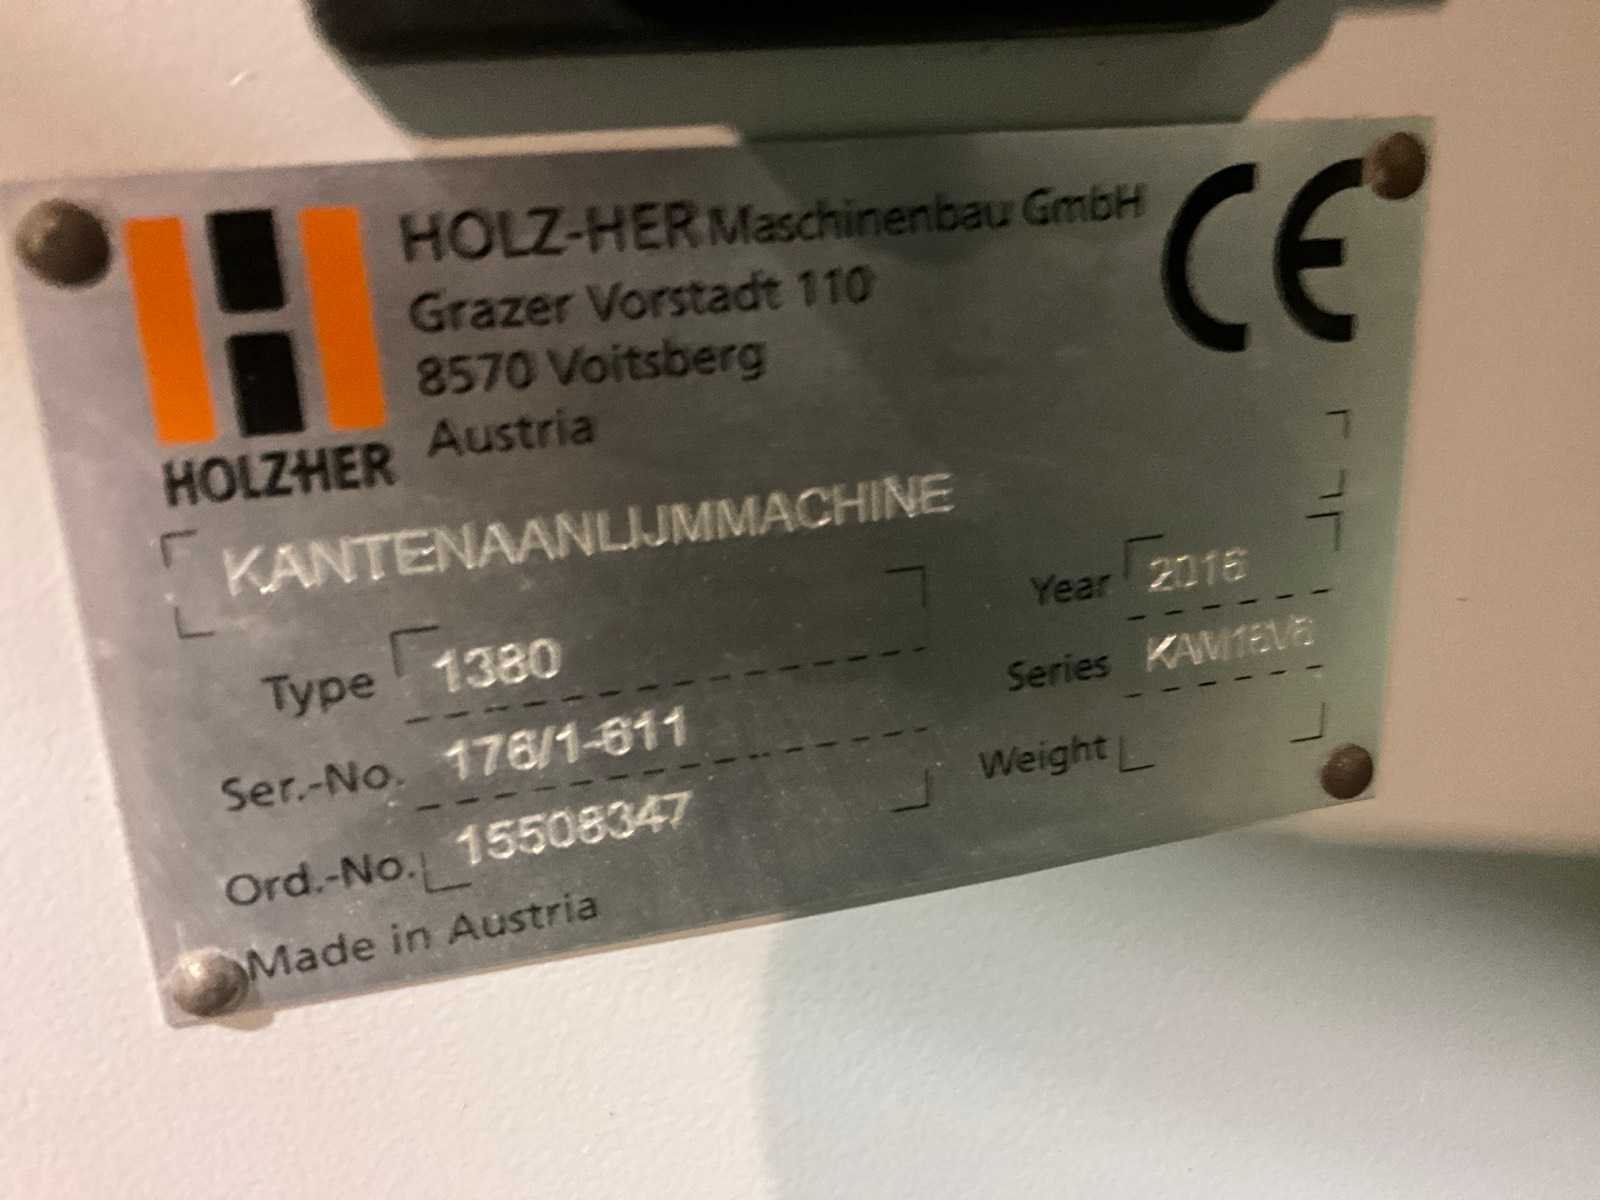 HOLZ-HER Maschinenbau GmbH
Grazer Vorstadt 110
8570 Voitsberg
Austria
CE
HOLZHER
KANTENAANLIJMMACHINE
Year 2016
Type 1380
Series
Ser.-No. 176/1-611
Weight
Ord.-No. 15508347
Made in Austria